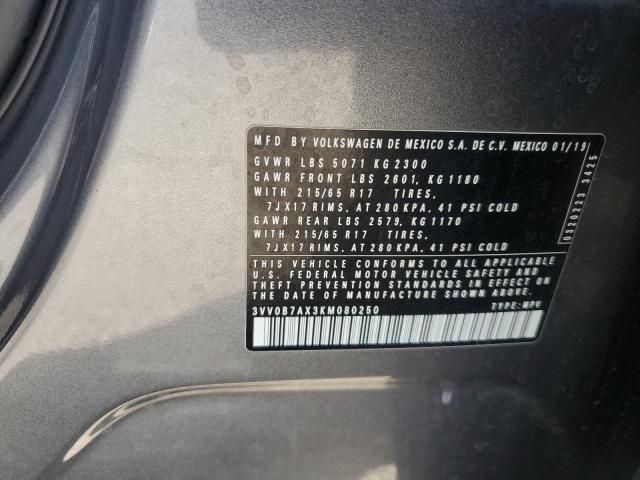 MFD BY VOLKSWAGEN DE MEXICO S.A. DE C.V. MEXICO 01/19
GVWR LBS 5071 KG 2300
GAWR FRONT LBS 2601, KG 1180
WITH 215/65 R17 TIRES,
7JX17 RIMS, AT 280 KPA, 41 PSI COLD
GAWR REAR LBS 2579, KG 1170
WITH 215/65 R17 TIRES,
7JX17 RIMS, AT 280 KPA, 41 PSI COLD
THIS VEHICLE CONFORMS TO ALL APPLICABLE
U.S. FEDERAL MOTOR VEHICLE SAFETY AND
THEFT PREVENTION STANDARDS IN EFFECT ON
THE DATE OF MANUFACTURE SHOWN ABOVE.
3VV0B7AX3KM080250 TYPE: MPV
0320223 3425